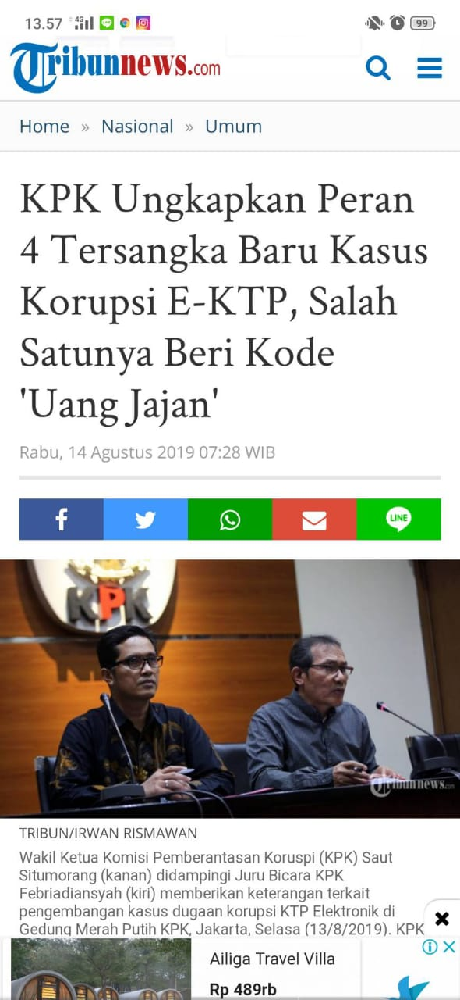 13.57 4G 99
Tribunnews.com
Home » Nasional » Umum
KPK Ungkapkan Peran
4 Tersangka Baru Kasus
Korupsi E-KTP, Salah
Satunya Beri Kode
'Uang Jajan'
Rabu, 14 Agustus 2019 07:28 WIB
LINE
KPK
Tribunnews.com
TRIBUN/IRWAN RISMAWAN
Wakil Ketua Komisi Pemberantasan Koruspi (KPK) Saut
Situmorang (kanan) didampingi Juru Bicara KPK
Febriadiansyah (kiri) memberikan keterangan terkait
pengembangan kasus dugaan korupsi KTP Elektronik di
Gedung Merah Putih KPK, Jakarta, Selasa (13/8/2019). KPK
Ailiga Travel Villa
Rp 489rb